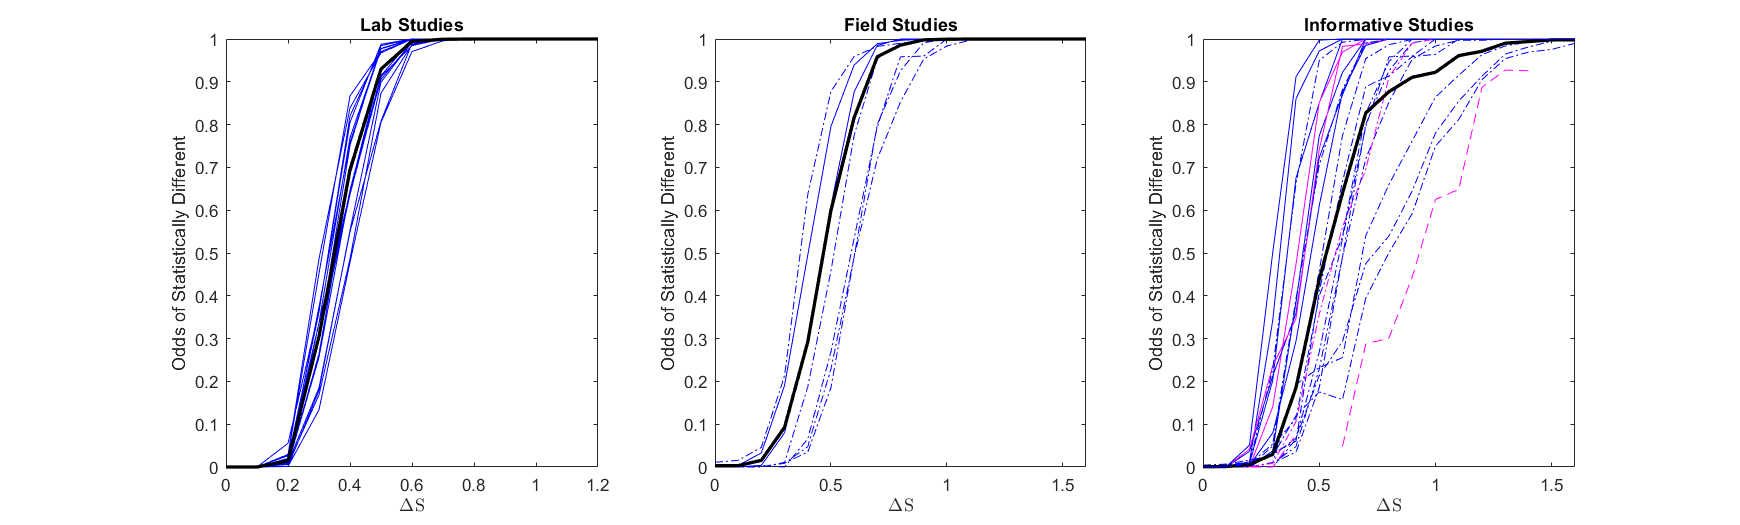 Lab Studies
Odds of Statistically Different
1
0.9
0.8
0.7
0.6
0.5
0.4
0.3
0.2
0.1
0
0 0.2 0.4 0.6 0.8 1 1.2
ΔS
Field Studies
Odds of Statistically Different
1
0.9
0.8
0.7
0.6
0.5
0.4
0.3
0.2
0.1
0
0 0.5 1 1.5
ΔS
Informative Studies
Odds of Statistically Different
1
0.9
0.8
0.7
0.6
0.5
0.4
0.3
0.2
0.1
0
0 0.5 1 1.5
ΔS